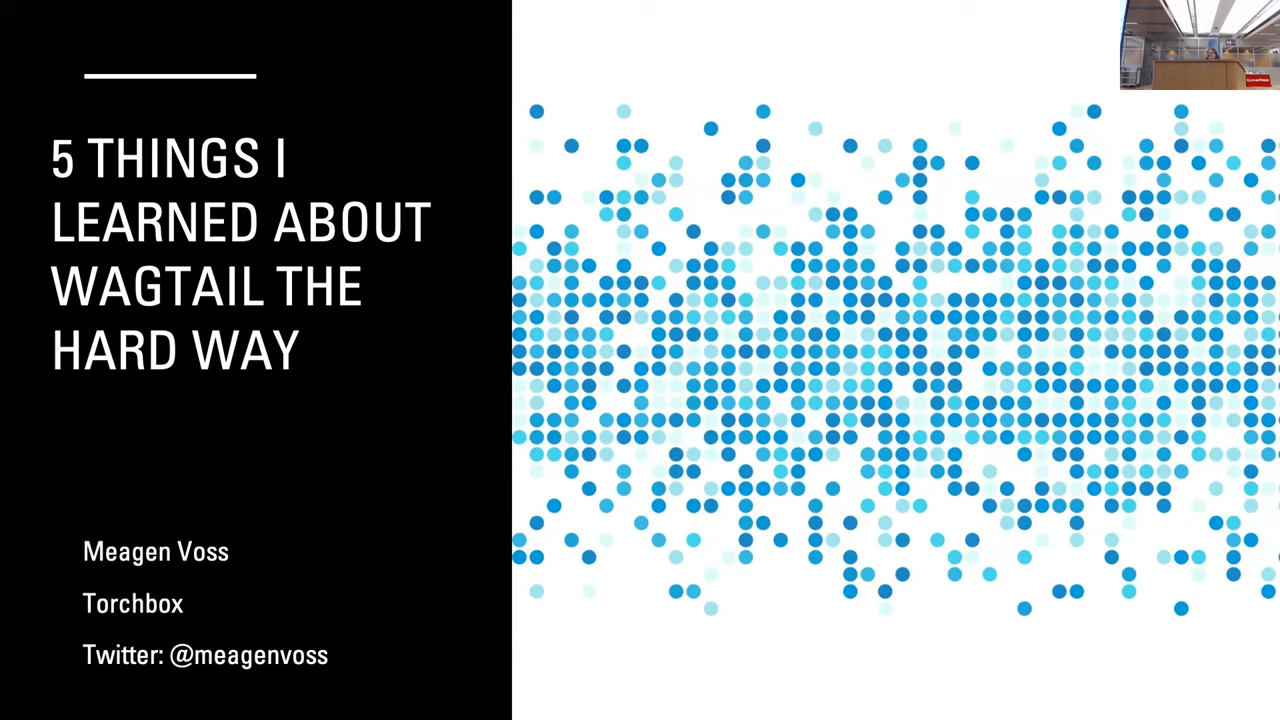 5 THINGS I
LEARNED ABOUT
WAGTAIL THE
HARD WAY
Meagen Voss
Torchbox
Twitter: @meagenvoss